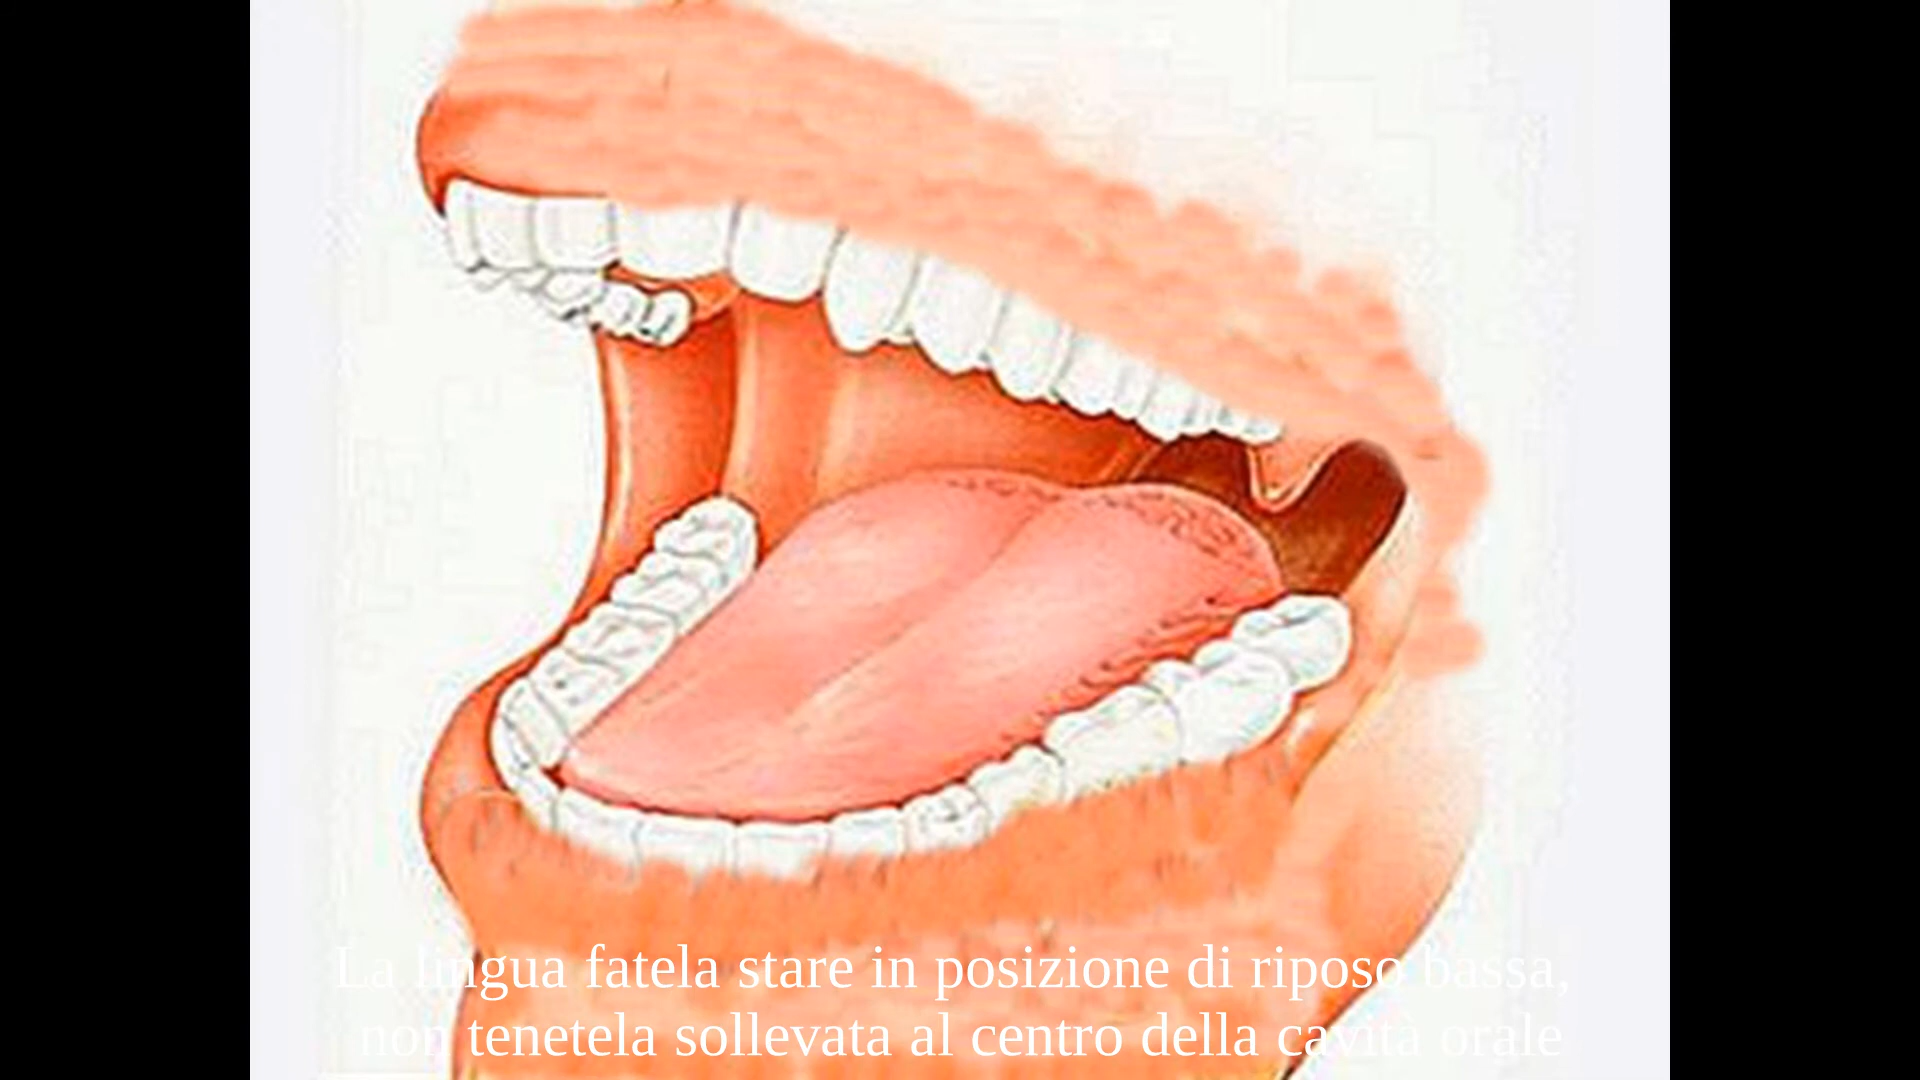 La lingua fatela stare in posizione di riposo bassa,
non tenetela sollevata al centro della cavità orale